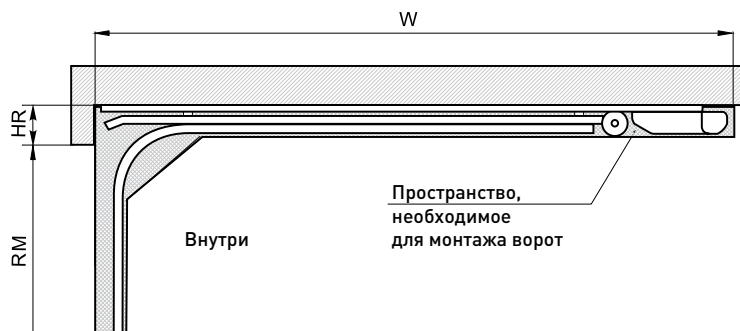 W
HR
Пространство,
необходимое
для монтажа ворот
Внутри
RM